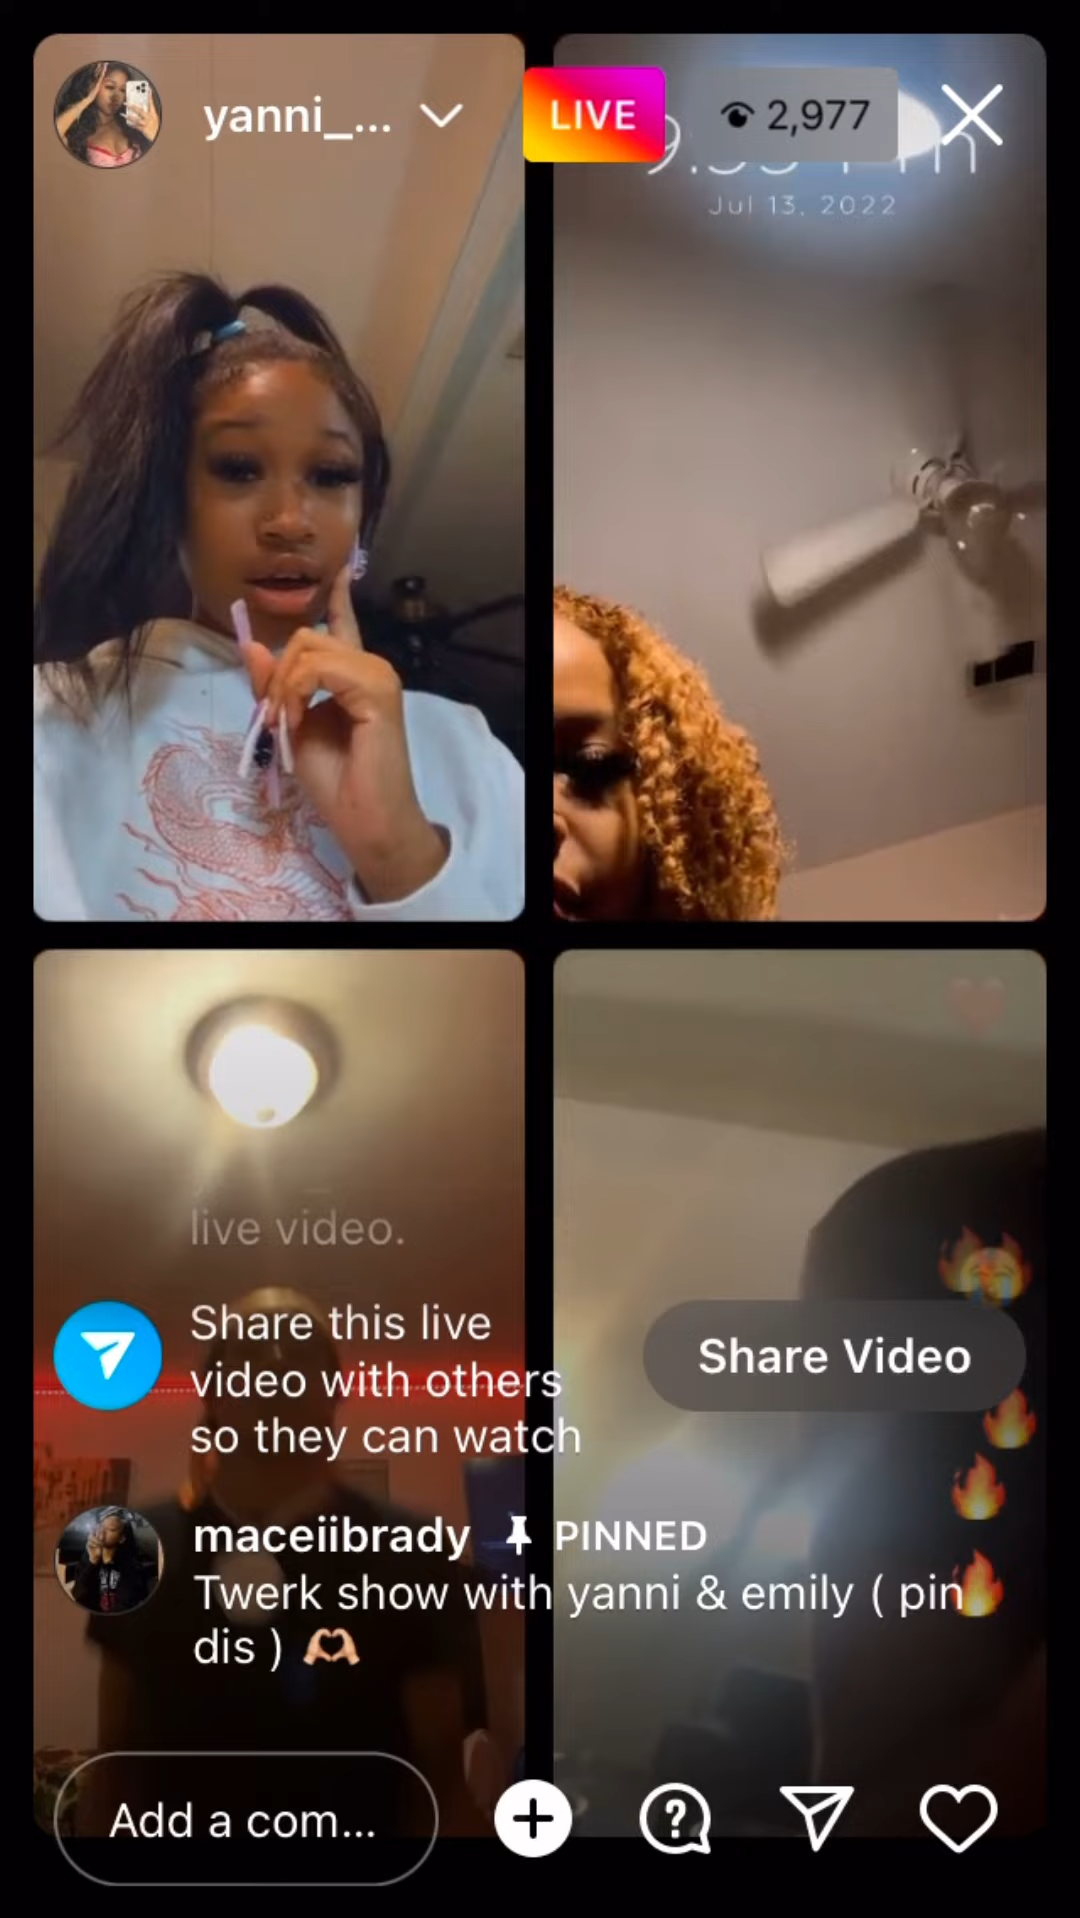 yanni_...
LIVE
2,977
Jul 13, 2022
live video.
Share this live
video with others
so they can watch
Share Video
maceiibrady PINNED
Twerk show with yanni & emily ( pin
dis ) 🫶🏼
Add a com...